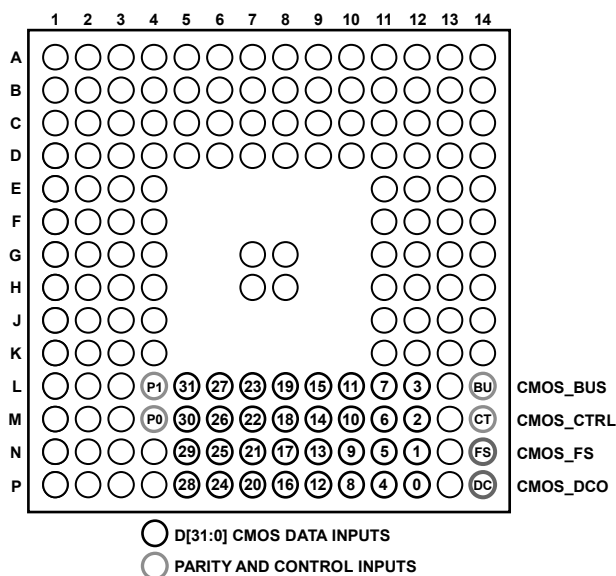 1 2 3 4 5 6 7 8 9 10 11 12 13 14
A
B
C
D
E
F
G
H
J
K
L P1 31 27 23 19 15 11 7 3 BU CMOS_BUS
M P0 30 26 22 18 14 10 6 2 CT CMOS_CTRL
N 29 25 21 17 13 9 5 1 FS CMOS_FS
P 28 24 20 16 12 8 4 0 DC CMOS_DCO
D[31:0] CMOS DATA INPUTS
PARITY AND CONTROL INPUTS